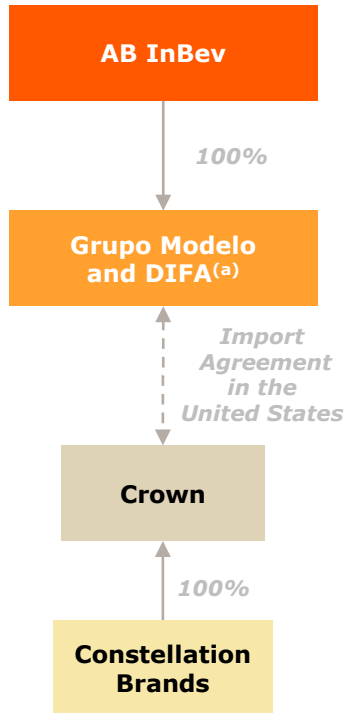 AB InBev
100%
Grupo Modelo
and DIFA(a)
Import
Agreement
in the
United States
Crown
100%
Constellation
Brands